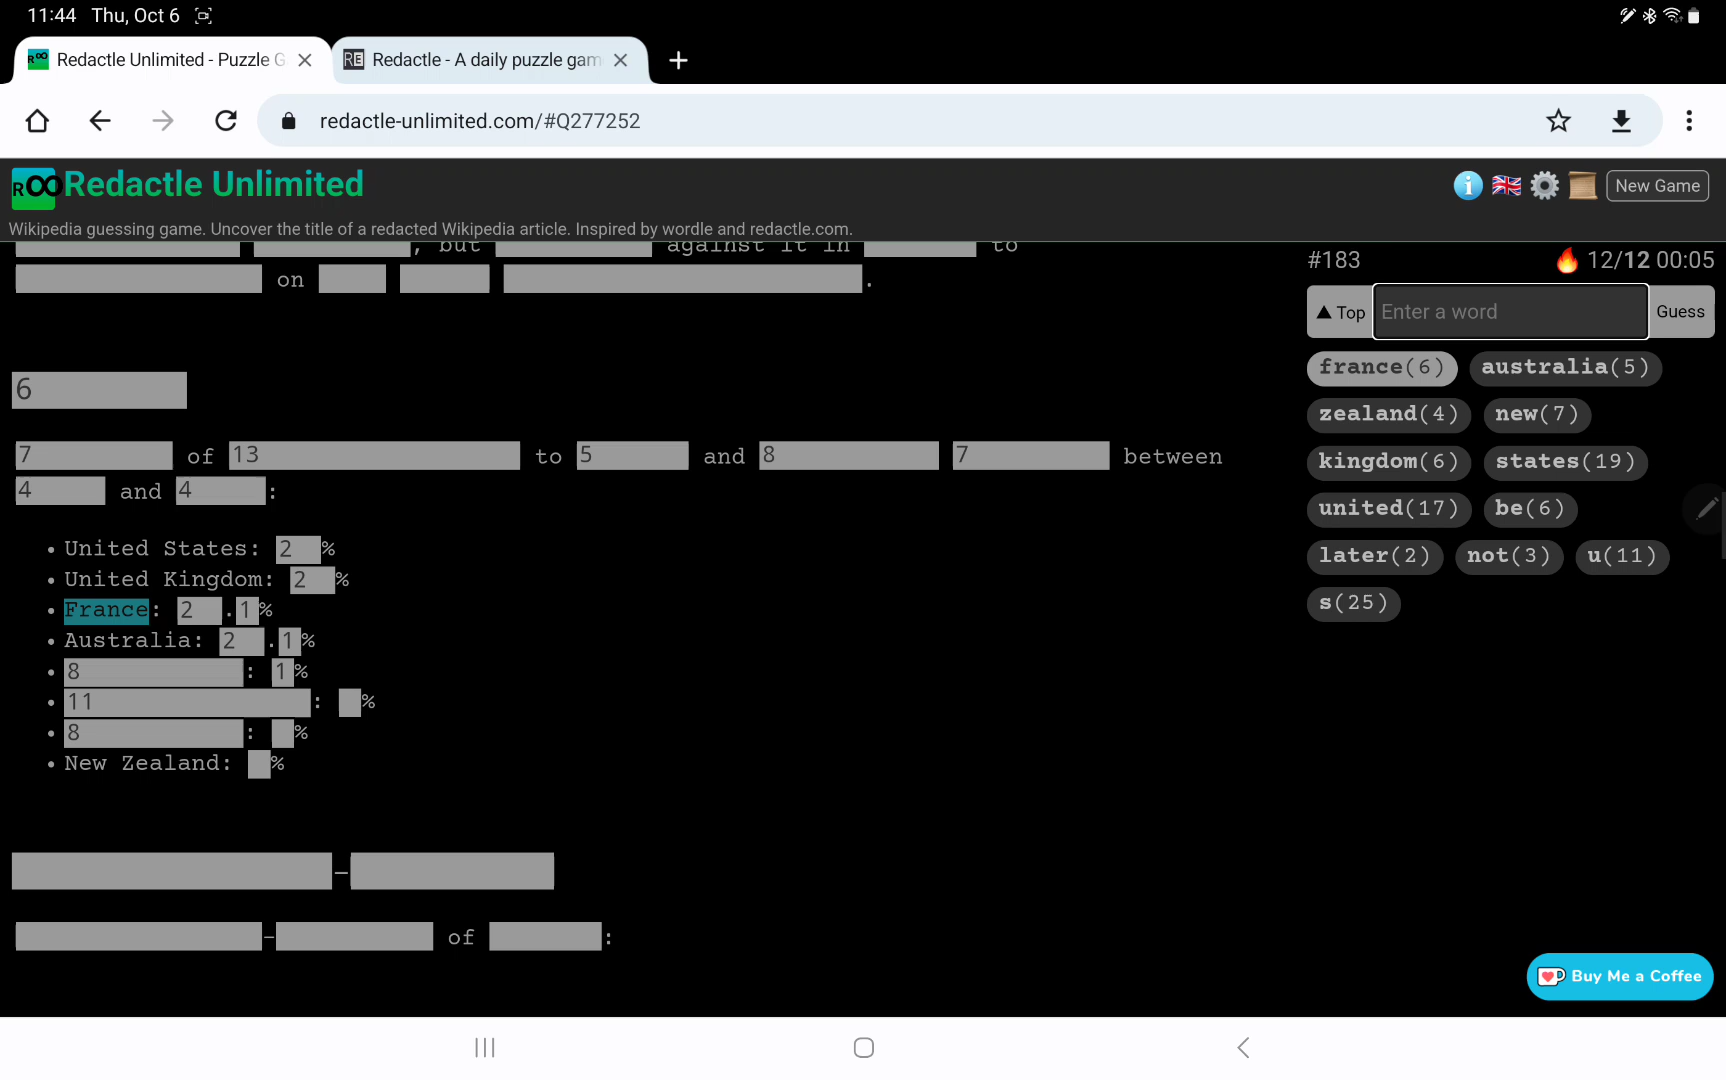 11:44 Thu, Oct 6
Redactle Unlimited - Puzzle G
RE Redactle - A daily puzzle gam
redactle-unlimited.com/#Q277252
R∞ Redactle Unlimited
New Game
Wikipedia guessing game. Uncover the title of a redacted Wikipedia article. Inspired by wordle and redactle.com.
, but against it in to
on .
#183 12/12 00:05
▲ Top Enter a word Guess
france(6) australia(5)
zealand(4) new(7)
kingdom(6) states(19)
united(17) be(6)
later(2) not(3) u(11)
s(25)
6
7 of 13 to 5 and 8 7 between
4 and 4 :
• United States: 2 %
• United Kingdom: 2 %
• France: 2 .1%
• Australia: 2 .1%
• 8 : 1%
• 11 : %
• 8 : %
• New Zealand: %
–
- of :
Buy Me a Coffee